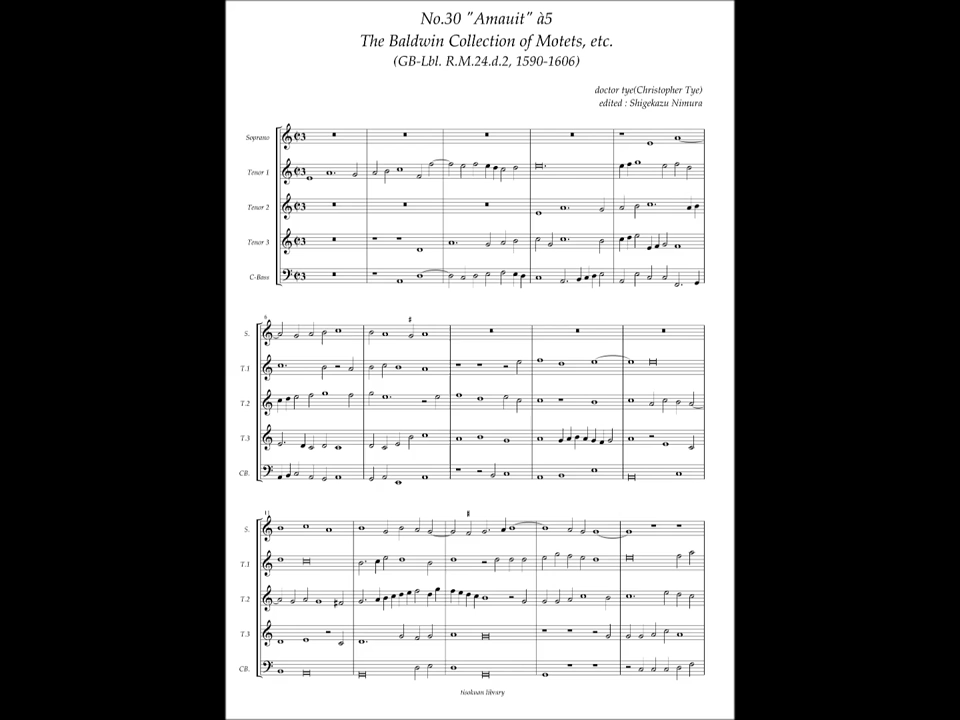 No.30 "Amauit" à5
The Baldwin Collection of Motets, etc.
(GB-Lbl. R.M.24.d.2, 1590-1606)
doctor tye(Christopher Tye)
edited : Shigekazu Nimura
Soprano
Tenor 1
Tenor 2
Tenor 3
C-Bass
6
S.
T.1
T.2
T.3
CB.
11
S.
T.1
T.2
T.3
CB.